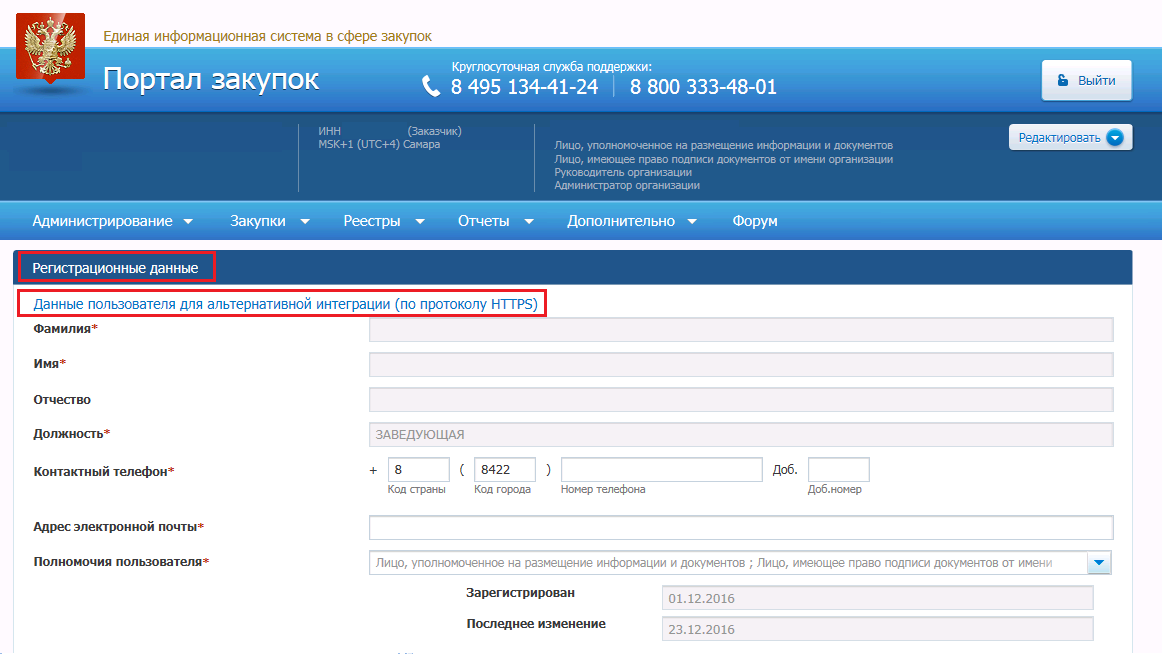 Единая информационная система в сфере закупок
Портал закупок
Круглосуточная служба поддержки:
8 495 134-41-24
8 800 333-48-01
Выйти
ИНН (Заказчик)
MSK+1 (UTC+4) Самара
Лицо, уполномоченное на размещение информации и документов
Лицо, имеющее право подписи документов от имени организации
Руководитель организации
Администратор организации
Редактировать
Администрирование
Закупки
Реестры
Отчеты
Дополнительно
Форум
Регистрационные данные
Данные пользователя для альтернативной интеграции (по протоколу HTTPS)
Фамилия*
Имя*
Отчество
Должность*
ЗАВЕДУЮЩАЯ
Контактный телефон*
+ 8 ( 8422 ) Доб.
Код страны Код города Номер телефона Доб.номер
Адрес электронной почты*
Полномочия пользователя*
Лицо, уполномоченное на размещение информации и документов ; Лицо, имеющее право подписи документов от имени
Зарегистрирован
01.12.2016
Последнее изменение
23.12.2016